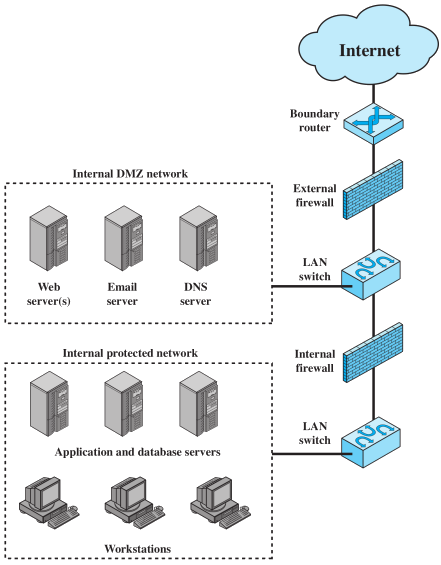 Internet
Boundary
router
Internal DMZ network
External
firewall
Web
server(s)
Email
server
DNS
server
LAN
switch
Internal protected network
Internal
firewall
LAN
switch
Application and database servers
Workstations